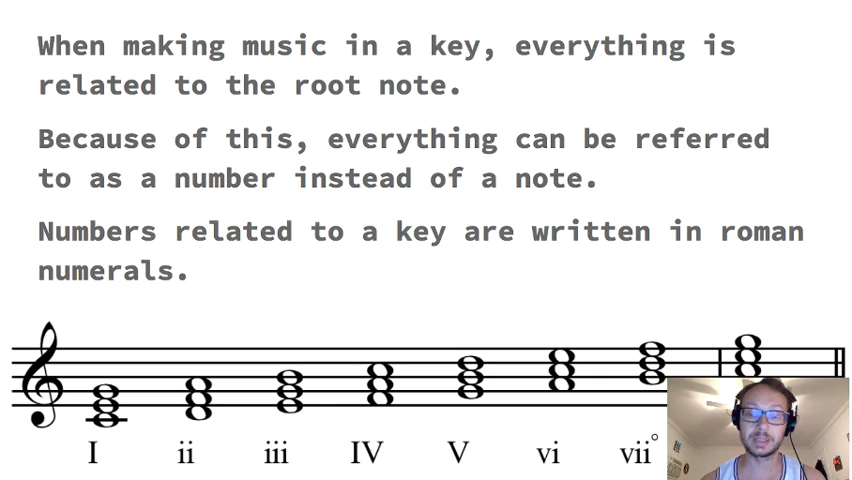 When making music in a key, everything is
related to the root note.
Because of this, everything can be referred
to as a number instead of a note.
Numbers related to a key are written in roman
numerals.
I ii iii IV V vi vii°